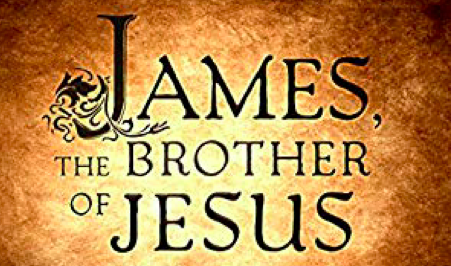 JAMES,
THE BROTHER
OF JESUS